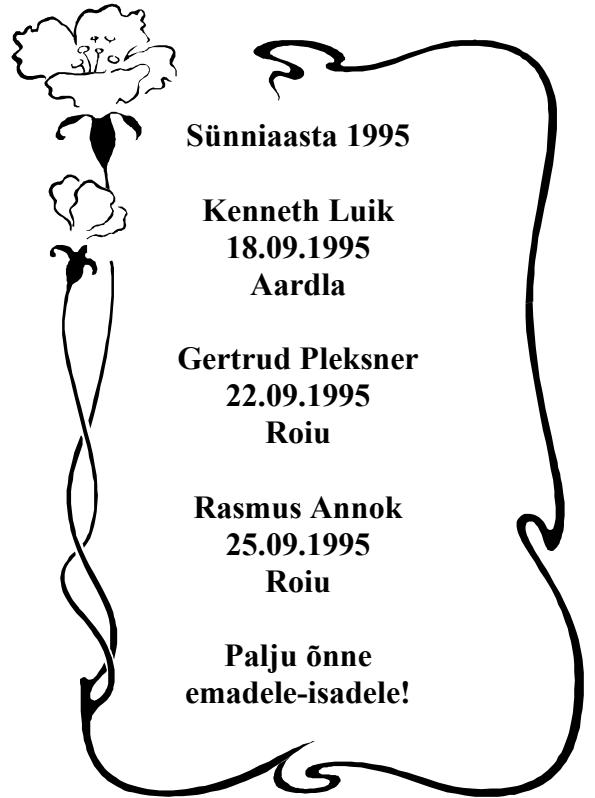 Sünniaasta 1995
Kenneth Luik
18.09.1995
Aardla
Gertrud Pleksner
22.09.1995
Roiu
Rasmus Annok
25.09.1995
Roiu
Palju õnne
emadele-isadele!